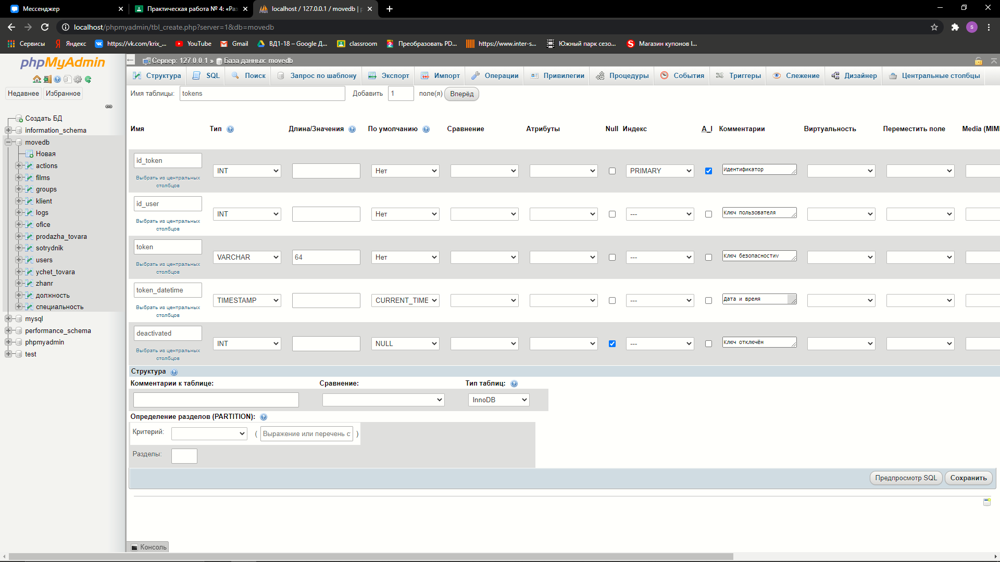 Мессенджер
Практическая работа № 4: «Раз
localhost / 127.0.0.1 / movedb | p
localhost/phpmyadmin/tbl_create.php?server=1&db=movedb
S
Сервисы
Яндекс
https://vk.com/krix_...
YouTube
Gmail
ВД1-18 – Google Д...
classroom
Преобразовать PD...
https://www.inter-s...
Южный парк сезо...
Магазин купонов I...
phpMyAdmin
Недавнее
Избранное
Создать БД
information_schema
movedb
Новая
actions
films
groups
klient
logs
ofice
prodazha_tovara
sotrydnik
users
ychet_tovara
zhanr
должность
специальность
mysql
performance_schema
phpmyadmin
test
Сервер: 127.0.0.1 » База данных: movedb
Структура
SQL
Поиск
Запрос по шаблону
Экспорт
Импорт
Операции
Привилегии
Процедуры
События
Триггеры
Слежение
Дизайнер
Центральные столбцы
Имя таблицы: tokens Добавить 1 поле(я) Вперёд
Имя Тип Длина/Значения По умолчанию Сравнение Атрибуты Null Индекс A_I Комментарии Виртуальность Переместить поле Media (MIM
id_token
INT Нет PRIMARY Идентификатор
Выбрать из центральных
столбцов
id_user
INT Нет --- Ключ пользователя
Выбрать из центральных
столбцов
token
VARCHAR 64 Нет --- Ключ безопасностиv
Выбрать из центральных
столбцов
token_datetime
TIMESTAMP CURRENT_TIME --- Дата и время
Выбрать из центральных
столбцов
deactivated
INT NULL --- Ключ отключён
Выбрать из центральных
столбцов
Структура
Комментарии к таблице: Сравнение: Тип таблиц:
InnoDB
Определение разделов (PARTITION):
Критерий: ( Выражение или перечень с )
Разделы:
Предпросмотр SQL
Сохранить
Консоль